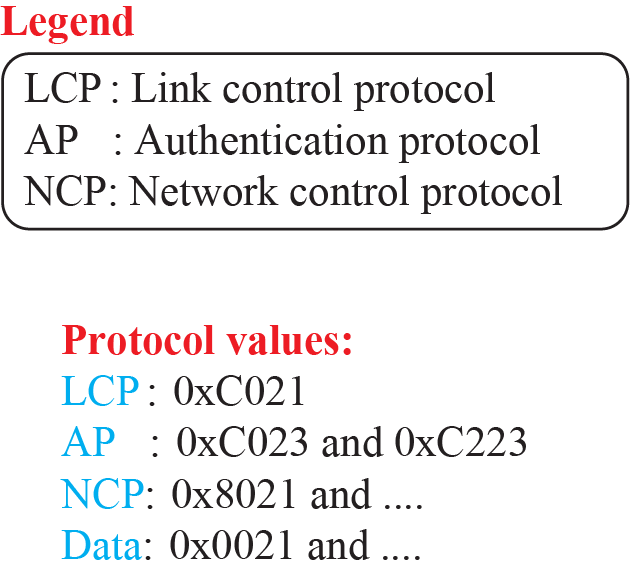 Legend
LCP : Link control protocol
AP : Authentication protocol
NCP: Network control protocol
Protocol values:
LCP : 0xC021
AP : 0xC023 and 0xC223
NCP: 0x8021 and ....
Data: 0x0021 and ....